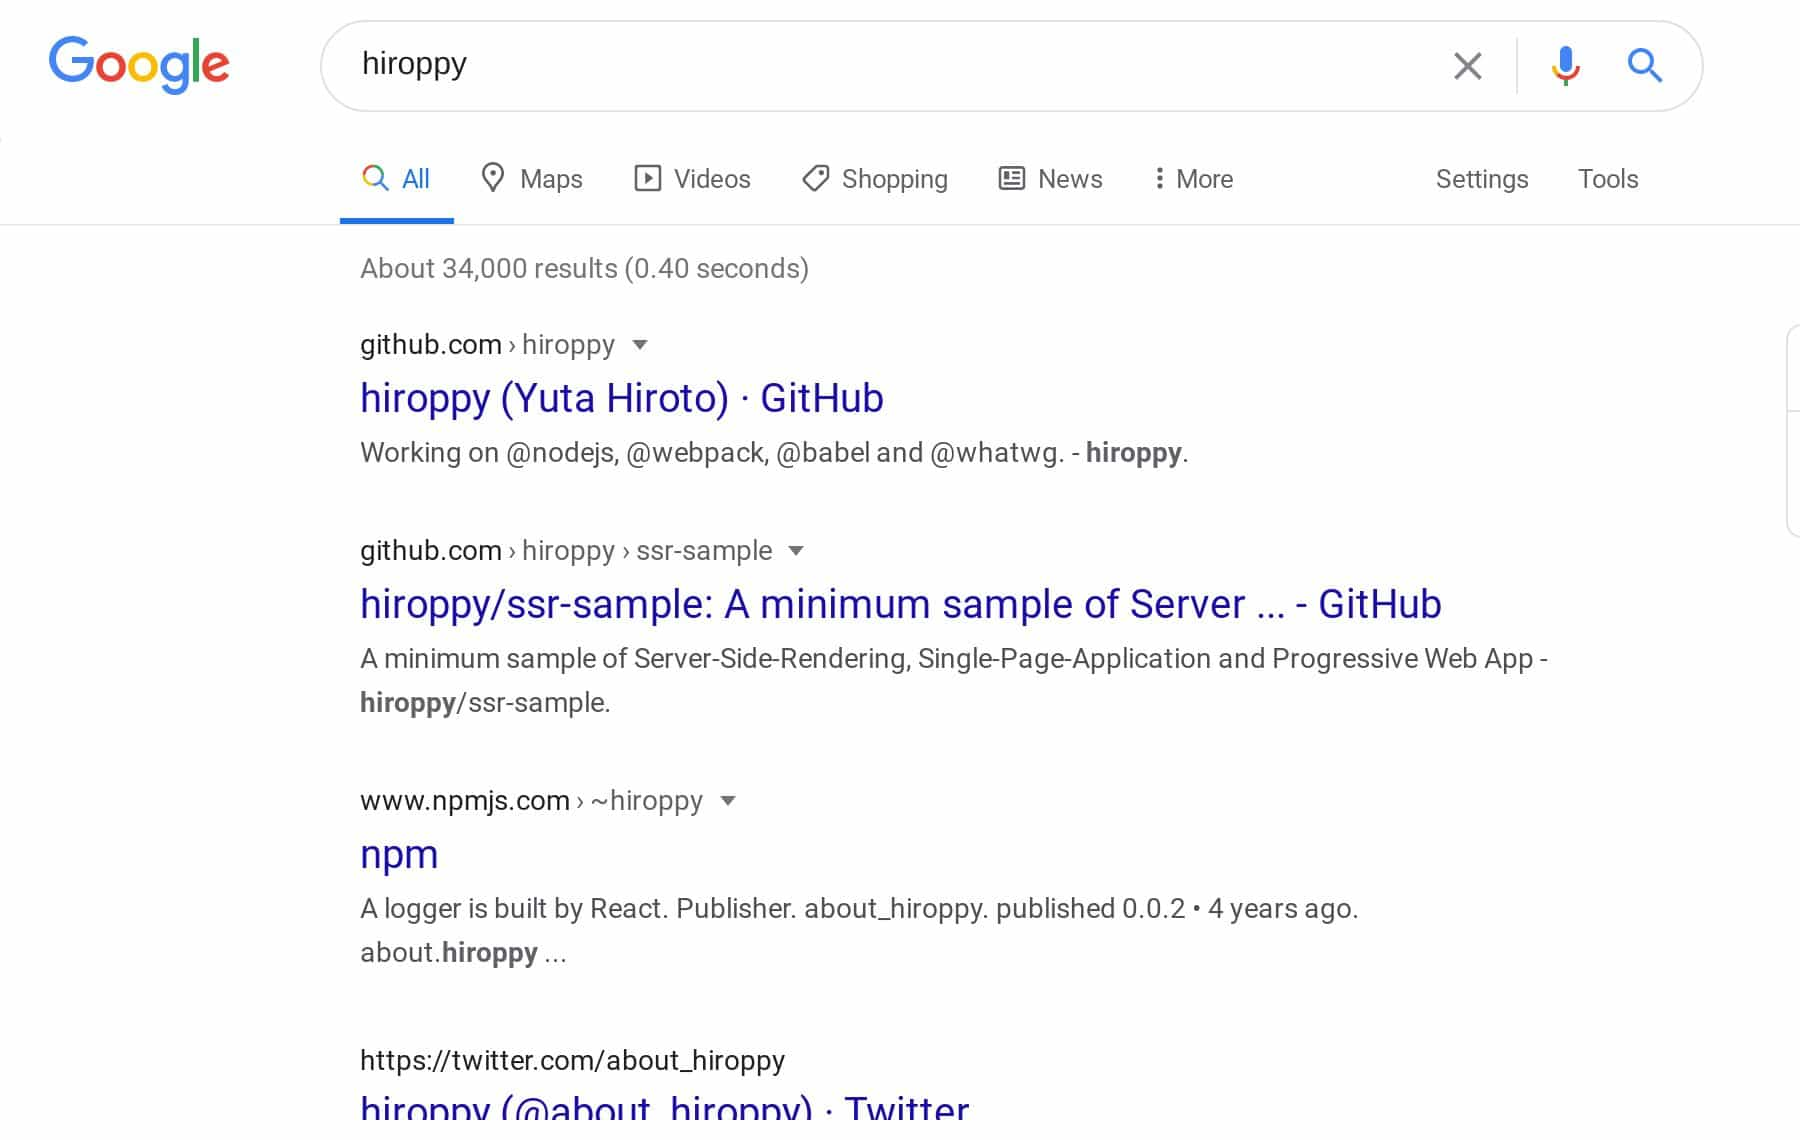 Google
hiroppy
All Maps Videos Shopping News More Settings Tools
About 34,000 results (0.40 seconds)
github.com › hiroppy
hiroppy (Yuta Hiroto) · GitHub
Working on @nodejs, @webpack, @babel and @whatwg. - hiroppy.
github.com › hiroppy › ssr-sample
hiroppy/ssr-sample: A minimum sample of Server ... - GitHub
A minimum sample of Server-Side-Rendering, Single-Page-Application and Progressive Web App -
hiroppy/ssr-sample.
www.npmjs.com › ~hiroppy
npm
A logger is built by React. Publisher. about_hiroppy. published 0.0.2 • 4 years ago.
about.hiroppy ...
https://twitter.com/about_hiroppy
hiroppy (@about_hiroppy) · Twitter